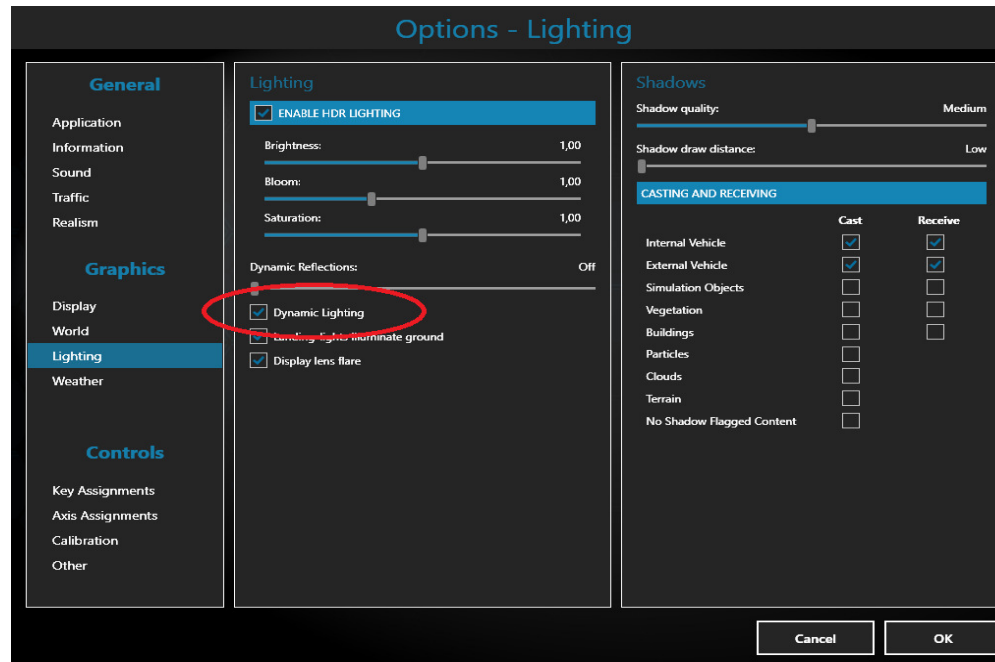 Options - Lighting
General
Application
Information
Sound
Traffic
Realism
Graphics
Display
World
Lighting
Weather
Controls
Key Assignments
Axis Assignments
Calibration
Other
Lighting
ENABLE HDR LIGHTING
Brightness: 1,00
Bloom: 1,00
Saturation: 1,00
Dynamic Reflections: Off
Dynamic Lighting
Landing-lights illuminate ground
Display lens flare
Shadows
Shadow quality: Medium
Shadow draw distance: Low
CASTING AND RECEIVING
Cast Receive
Internal Vehicle
External Vehicle
Simulation Objects
Vegetation
Buildings
Particles
Clouds
Terrain
No Shadow Flagged Content
Cancel OK